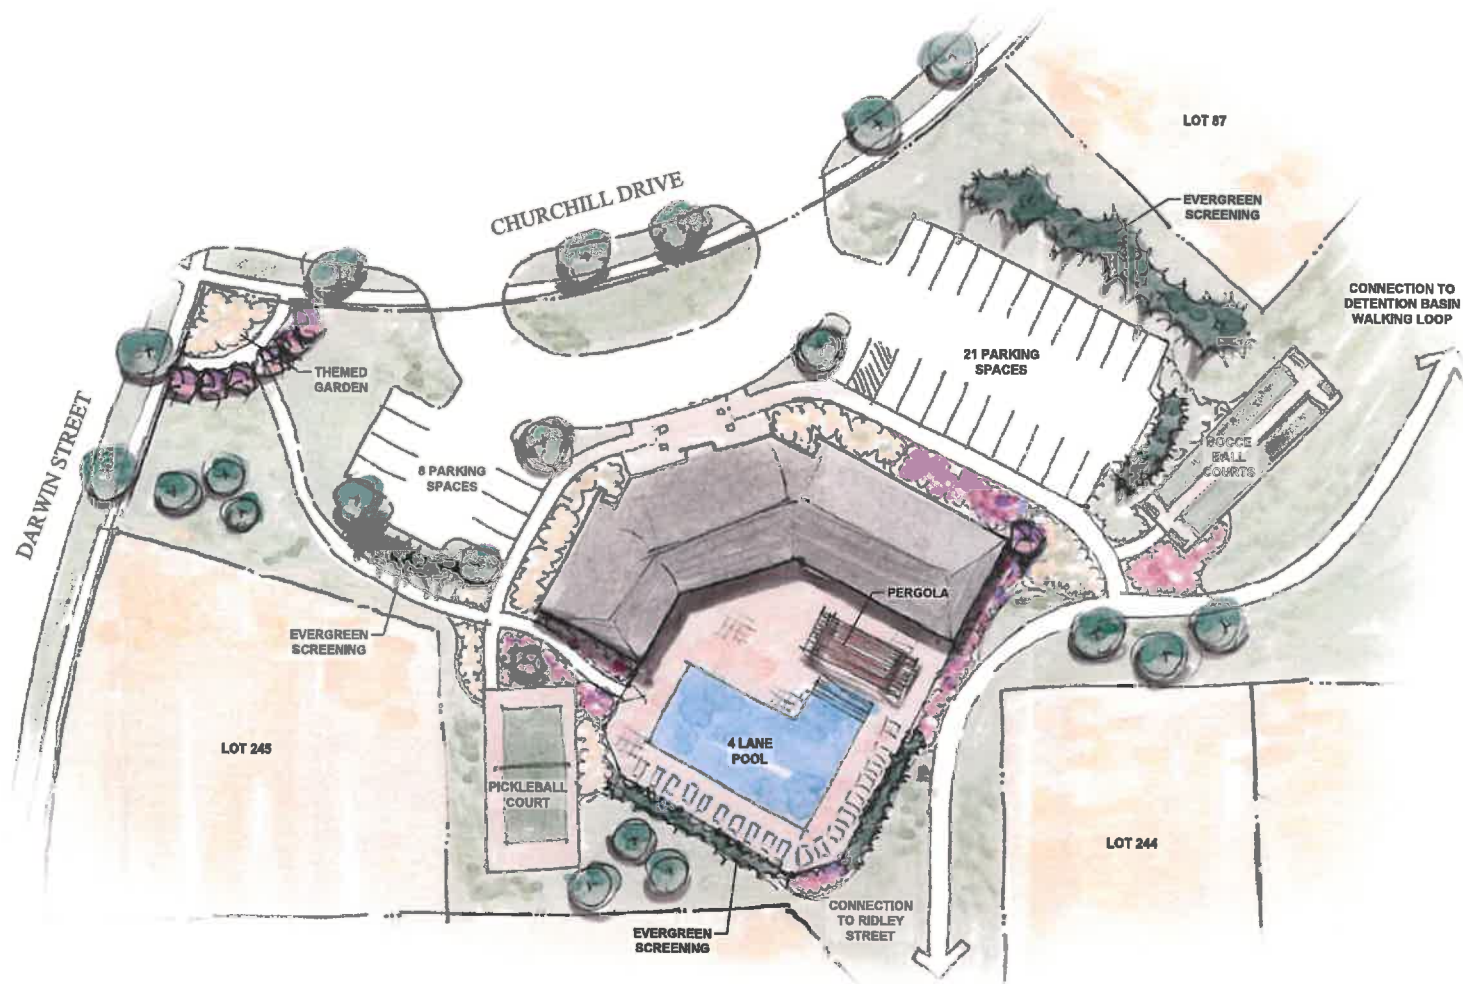 LOT 87
EVERGREEN
SCREENING
CHURCHILL DRIVE
CONNECTION TO
DETENTION BASIN
WALKING LOOP
21 PARKING
SPACES
THEMED
GARDEN
DARWIN STREET
8 PARKING
SPACES
BOCCE
BALL
COURTS
PERGOLA
EVERGREEN
SCREENING
LOT 245
4 LANE
POOL
PICKLEBALL
COURT
LOT 244
CONNECTION
TO RIDLEY
STREET
EVERGREEN
SCREENING